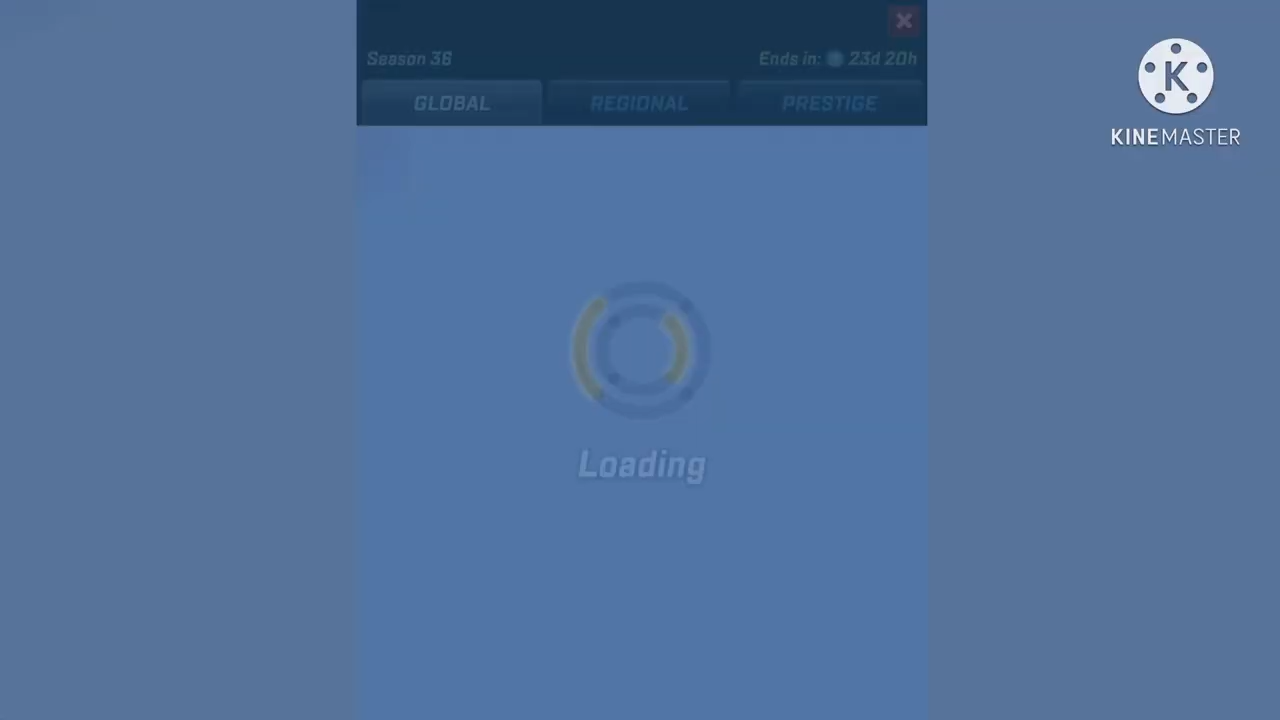 Season 36
Ends in: 23d 20h
GLOBAL
REGIONAL
PRESTIGE
Loading
K
KINEMASTER